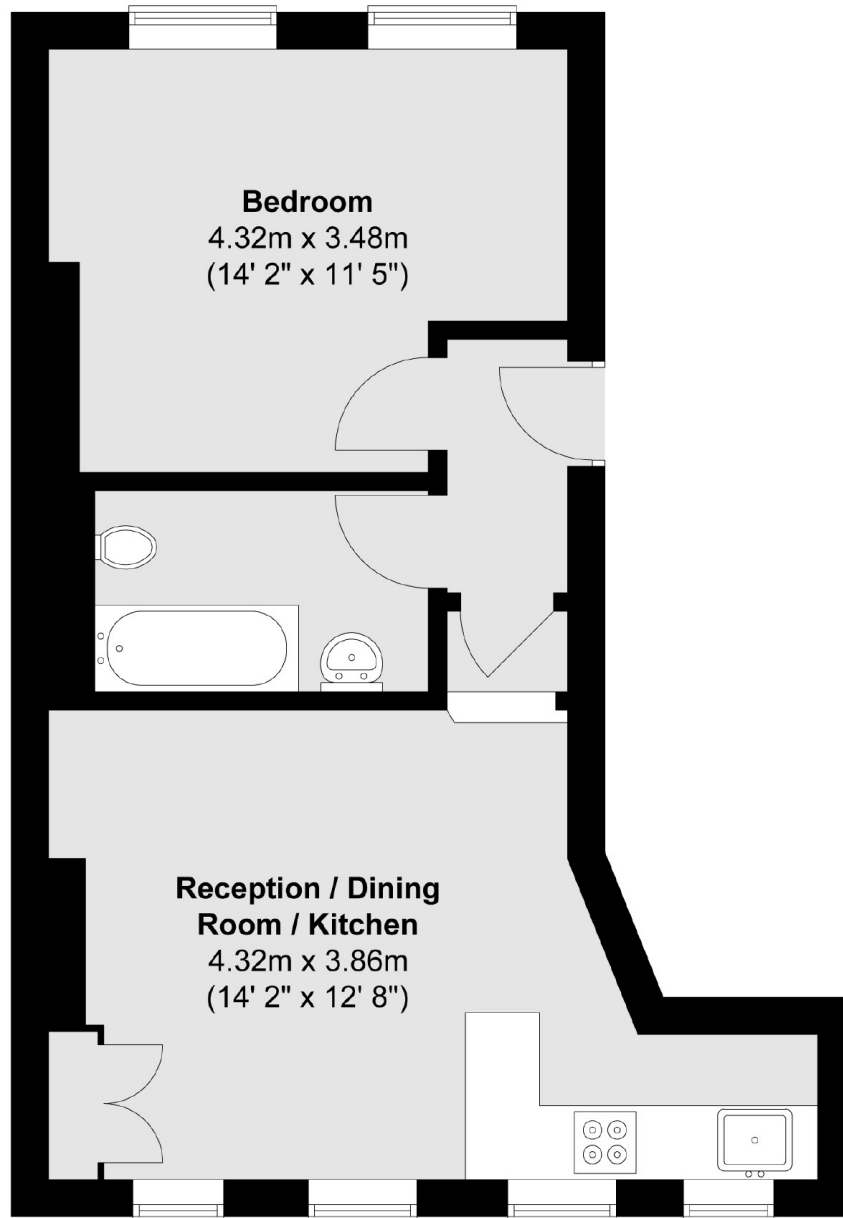 Bedroom
4.32m x 3.48m
(14' 2" x 11' 5")
Reception / Dining
Room / Kitchen
4.32m x 3.86m
(14' 2" x 12' 8")